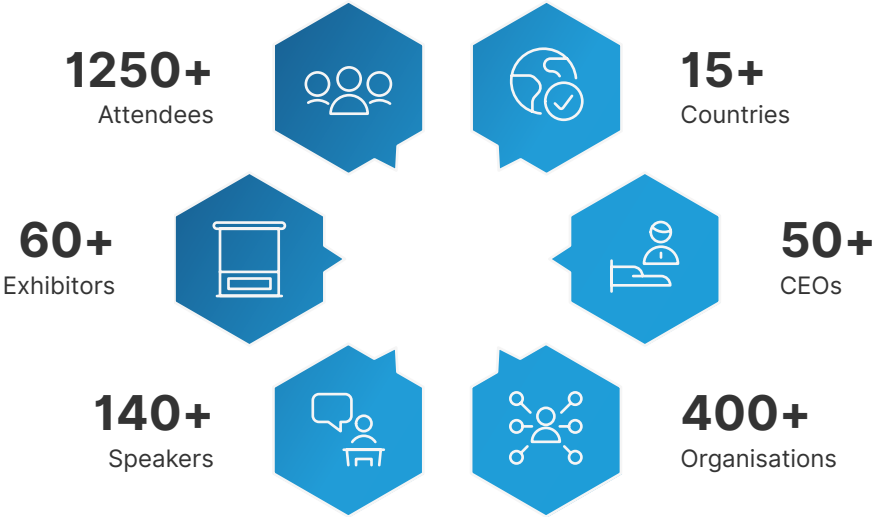 1250+
Attendees
15+
Countries
60+
Exhibitors
50+
CEOs
140+
Speakers
400+
Organisations